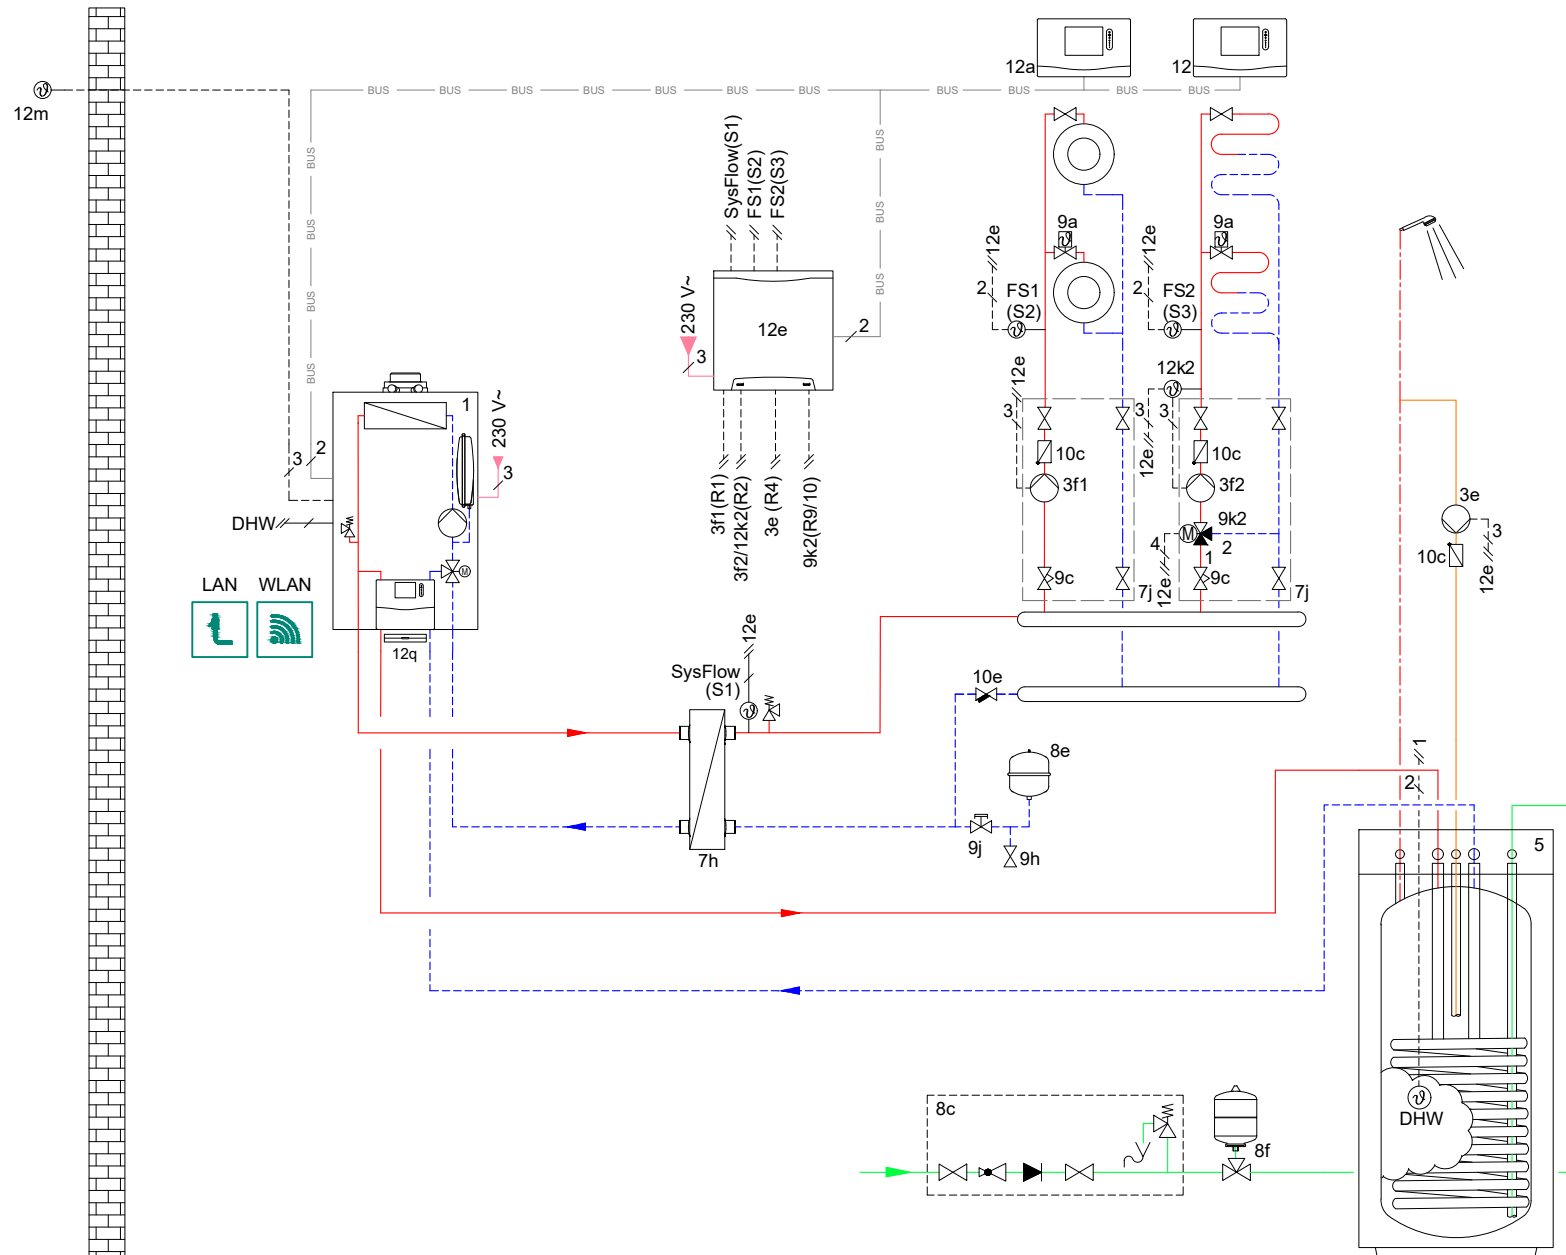 12a
12
12m
BUS BUS BUS BUS BUS BUS BUS BUS BUS BUS BUS
BUS
BUS
BUS
BUS
BUS
BUS
BUS
SysFlow(S1)
FS1(S2)
FS2(S3)
230 V~
3
12e
2
3f1(R1)
3f2/12k2(R2)
3e (R4)
9k2(R9/10)
12e
2
FS1
(S2)
9a
12e
2
FS2
(S3)
9a
12e
3
3
10c
3f1
9c
7j
12k2
3
12e
3
10c
3f2
9k2
M
4
2
1
12e
9c
7j
1
230 V~
3
3
2
DHW
M
LAN
WLAN
12q
12e
SysFlow
(S1)
7h
10e
8e
9j
9h
3e
3
10c
12e
1
2
5
DHW
8c
8f